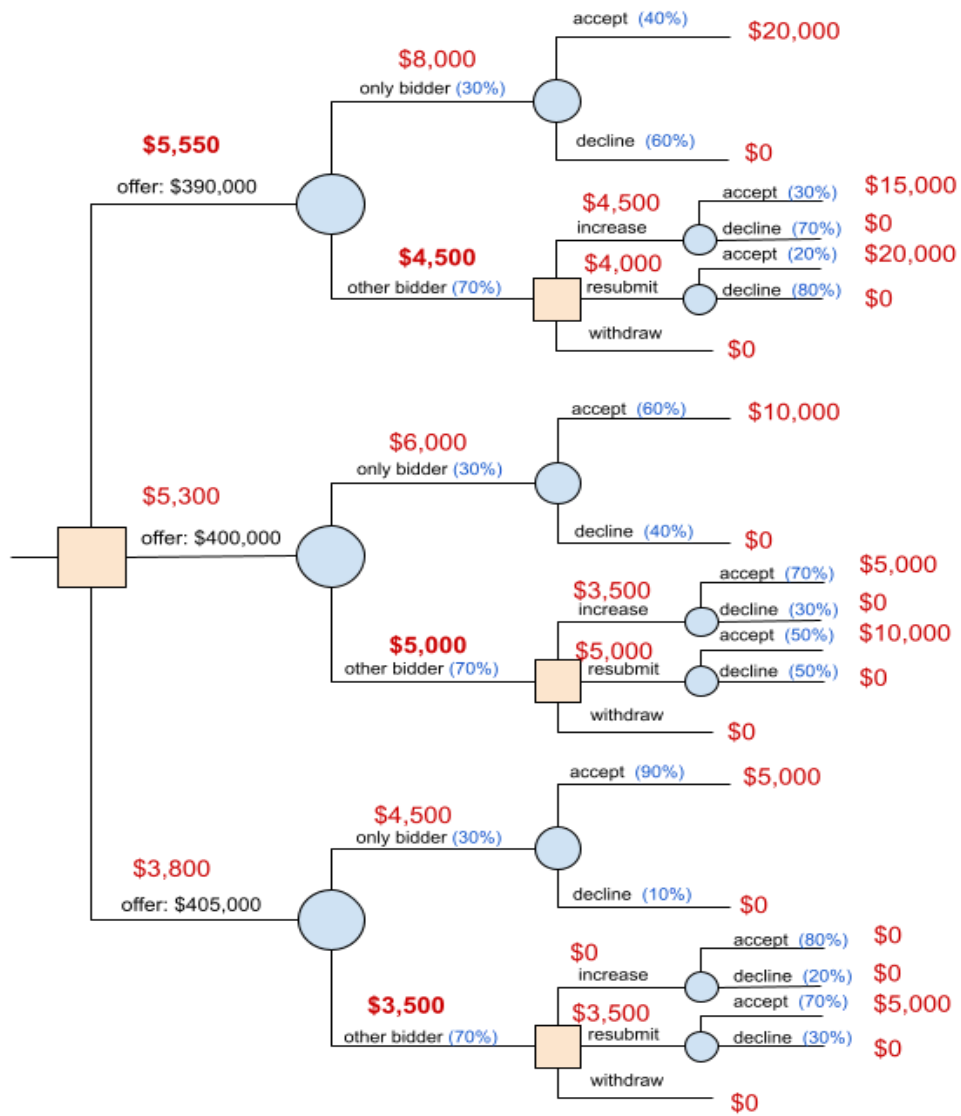 accept (40%)
$20,000
$8,000
only bidder (30%)
decline (60%)
$0
$5,550
offer: $390,000
accept (30%)
$15,000
$4,500
increase
decline (70%)
$0
$4,500
other bidder (70%)
$4,000
resubmit
accept (20%)
$20,000
decline (80%)
$0
withdraw
$0
accept (60%)
$10,000
$6,000
only bidder (30%)
decline (40%)
$0
$5,300
offer: $400,000
accept (70%)
$5,000
$3,500
increase
decline (30%)
$0
$5,000
other bidder (70%)
$5,000
resubmit
accept (50%)
$10,000
decline (50%)
$0
withdraw
$0
accept (90%)
$5,000
$4,500
only bidder (30%)
decline (10%)
$0
$3,800
offer: $405,000
accept (80%)
$0
$0
increase
decline (20%)
$0
$3,500
other bidder (70%)
$3,500
resubmit
accept (70%)
$5,000
decline (30%)
$0
withdraw
$0